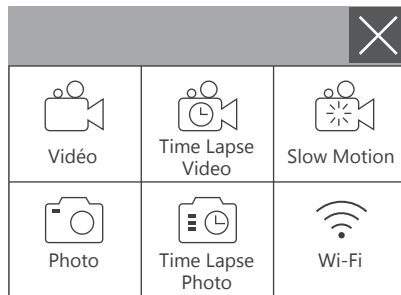 Vidéo
Time Lapse
Video
Slow Motion
Photo
Time Lapse
Photo
Wi-Fi